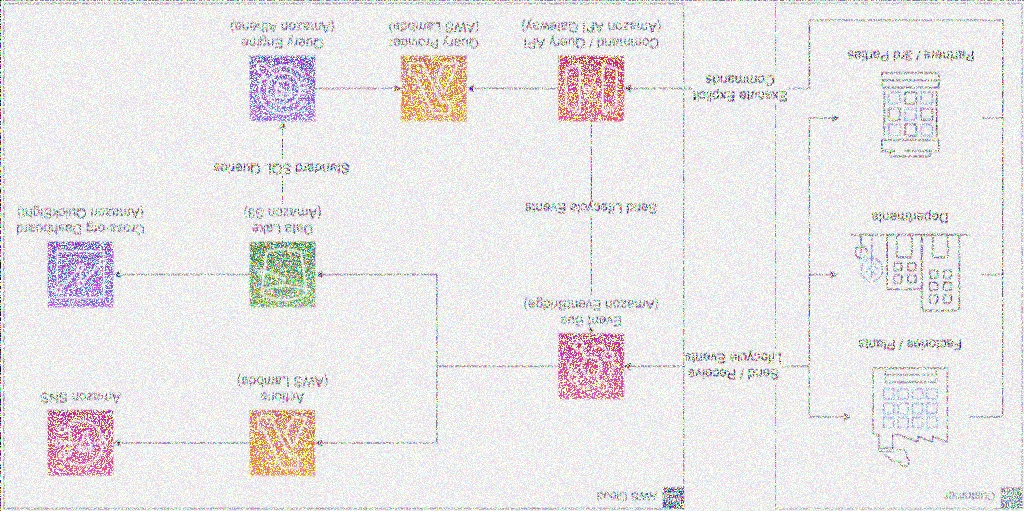 Customer
AWS Cloud
Actions
(AWS Lambda)
Amazon SNS
Send / Receive
Lifecycle Events
Factories / Plants
Event Bus
(Amazon EventBridge)
Data Lake
(Amazon S3)
Cross-org Dashboard
(Amazon QuickSight)
Departments
Send Lifecycle Events
Standard SQL Queries
Execute Explicit
Commands
Partners / 3rd Parties
Command / Query API
(Amazon API Gateway)
Query Provider
(AWS Lambda)
Query Engine
(Amazon Athena)